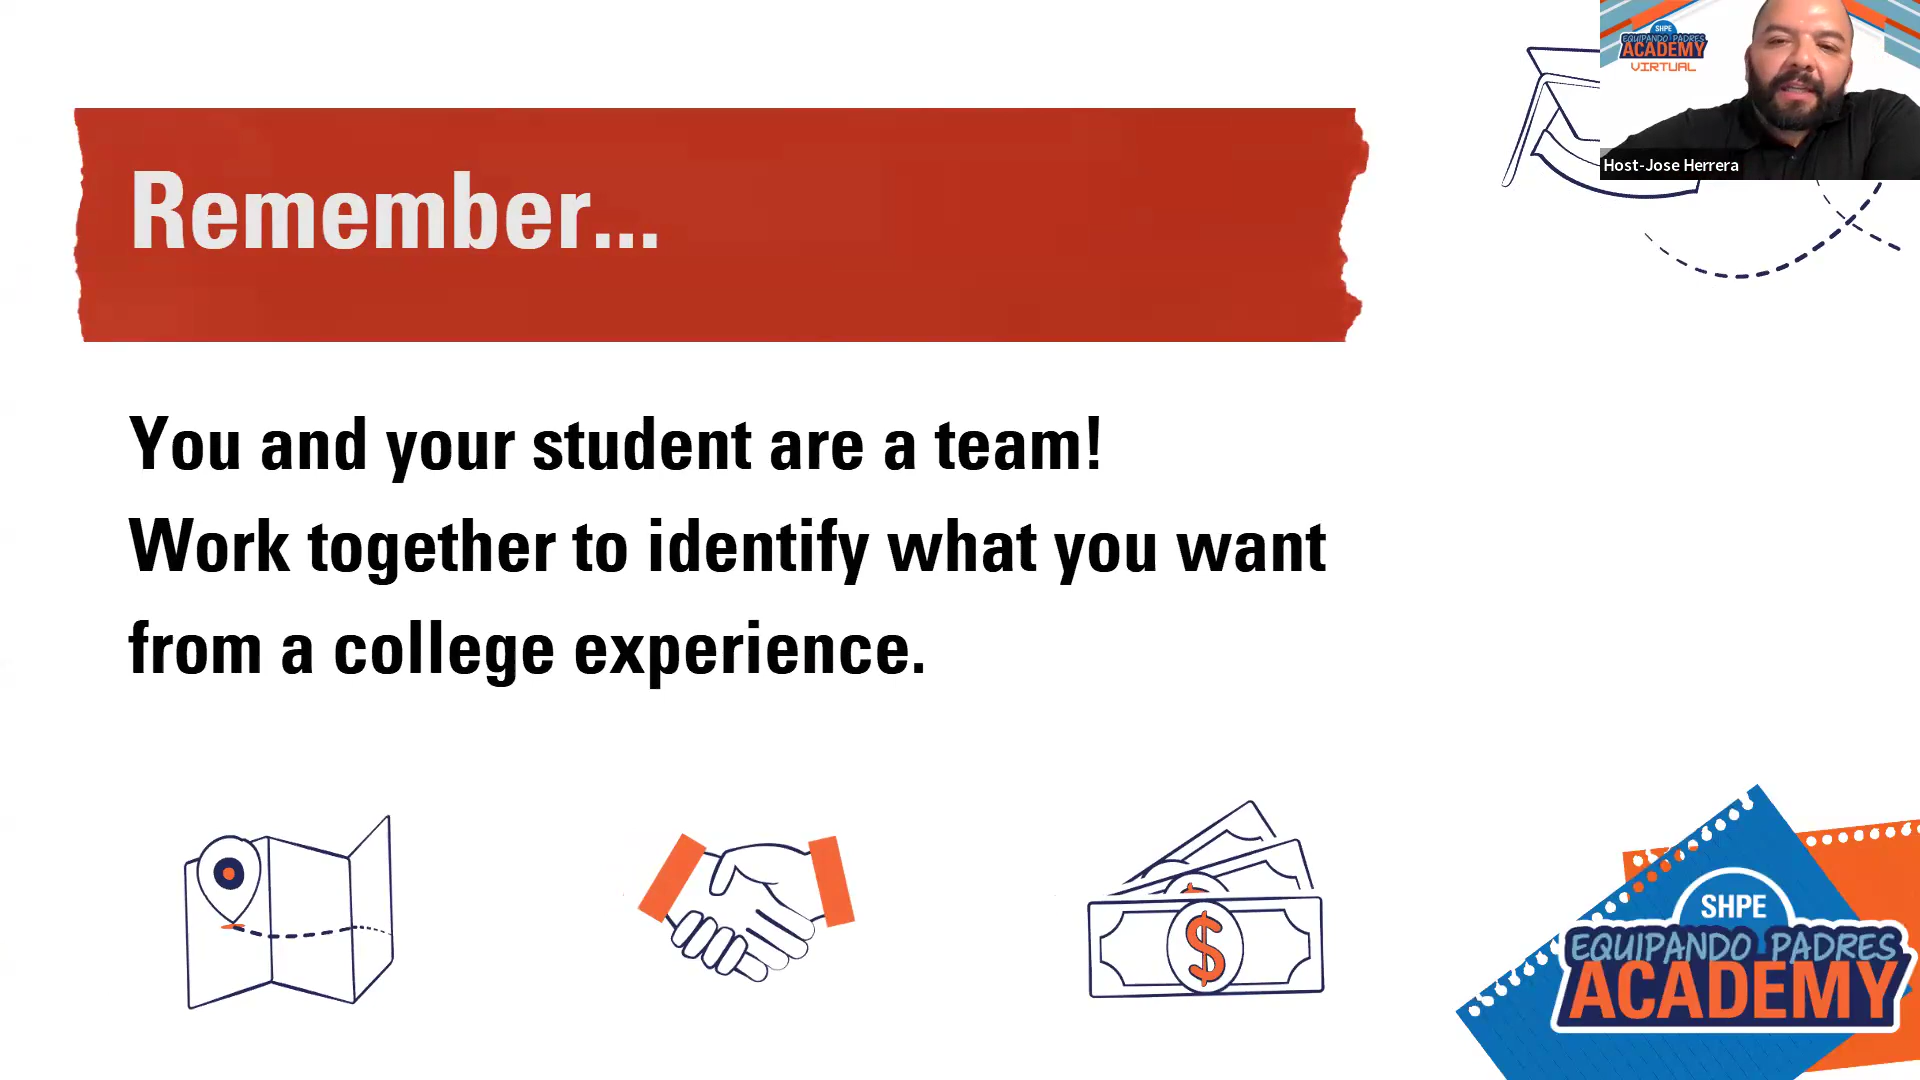 SHPE
EQUIPANDO PADRES
ACADEMY
VIRTUAL
Host-Jose Herrera
Remember...
You and your student are a team!
Work together to identify what you want
from a college experience.
$
SHPE
EQUIPANDO PADRES
ACADEMY